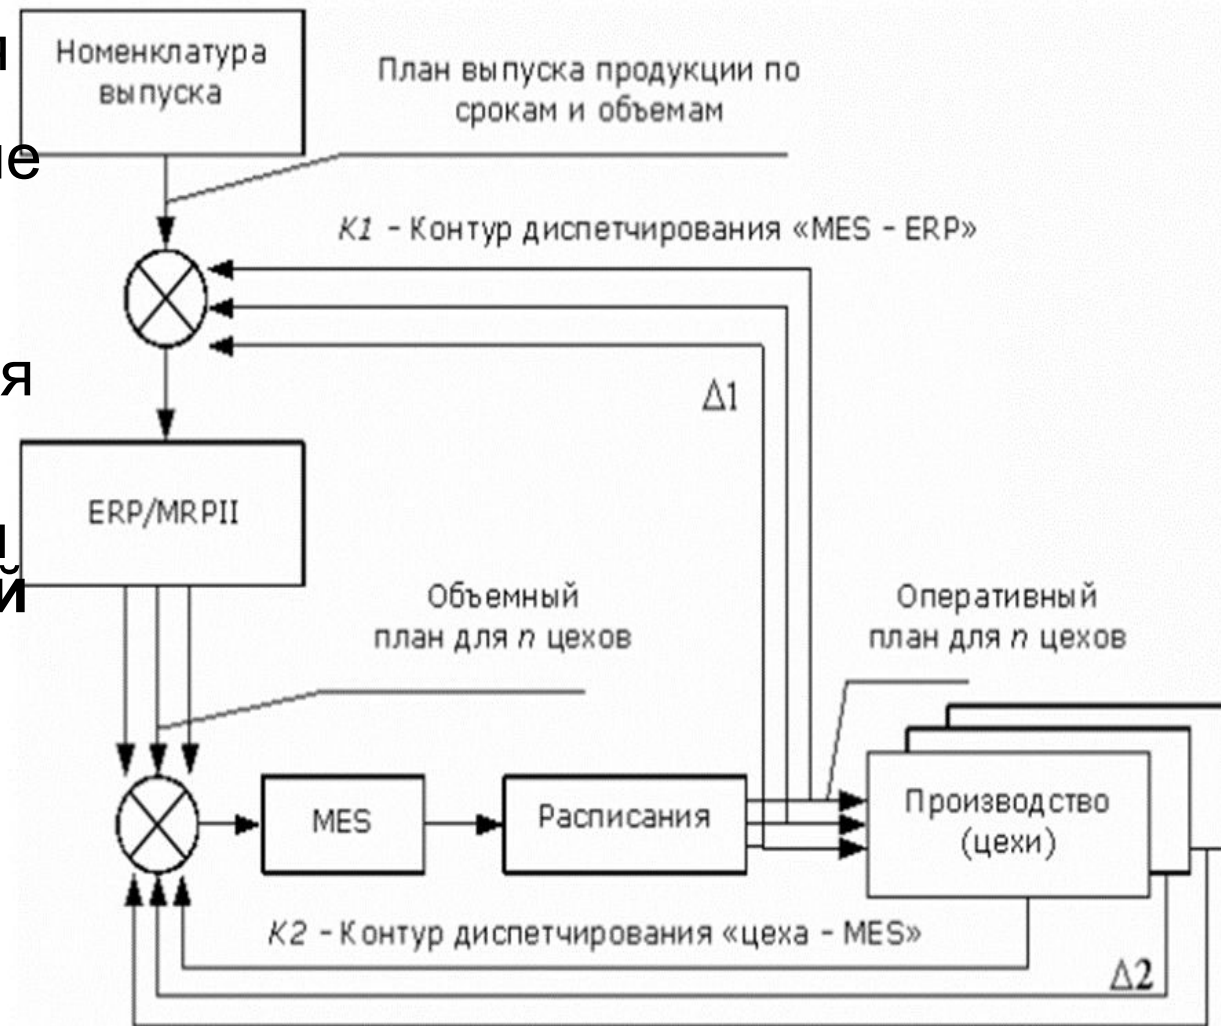 Номенклатура
выпуска
План выпуска продукции по
срокам и объемам
К1 – Контур диспетчирования «MES – ERP»
Δ1
ERP/MRPII
Объемный
план для n цехов
Оперативный
план для n цехов
MES
Расписания
Производство
(цехи)
К2 – Контур диспетчирования «цеха – MES»
Δ2